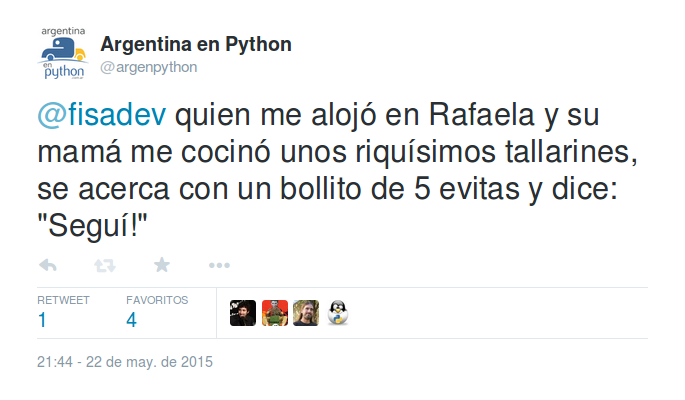 argentina
en
python
Argentina en Python
@argenpython
@fisadev quien me alojó en Rafaela y su
mamá me cocinó unos riquísimos tallarines,
se acerca con un bollito de 5 evitas y dice:
"Seguí!"
RETWEET
1
FAVORITOS
4
21:44 - 22 de may. de 2015